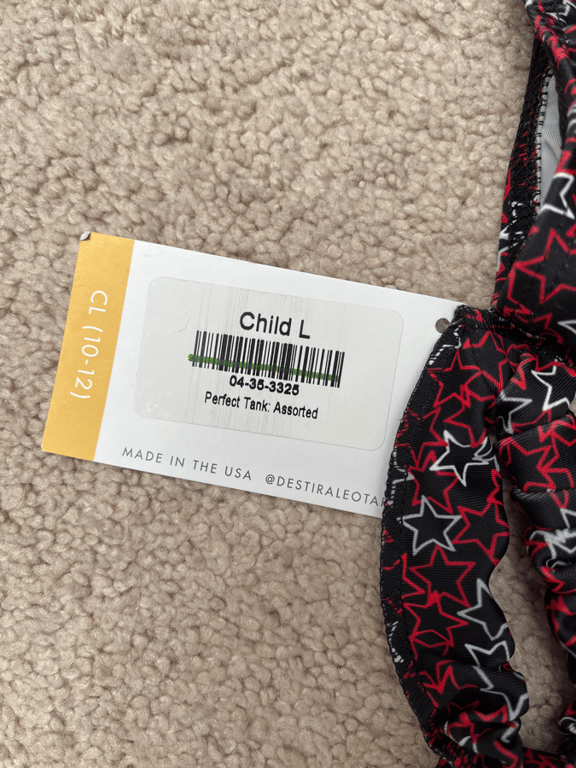 CL (10-12)
Child L
04-35-3325
Perfect Tank: Assorted
MADE IN THE USA @DESTIRALEOTA